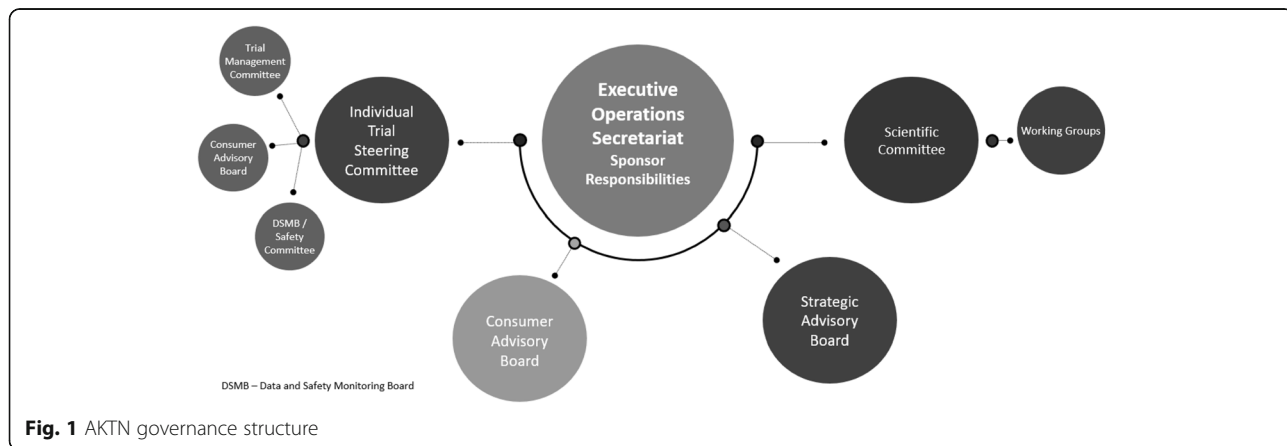 Trial
Management
Committee
Consumer
Advisory
Board
DSMB /
Safety
Committee
Individual
Trial
Steering
Committee
Executive
Operations
Secretariat
Sponsor
Responsibilities
Scientific
Committee
Working Groups
Consumer
Advisory
Board
Strategic
Advisory
Board
DSMB – Data and Safety Monitoring Board
Fig. 1 AKTN governance structure